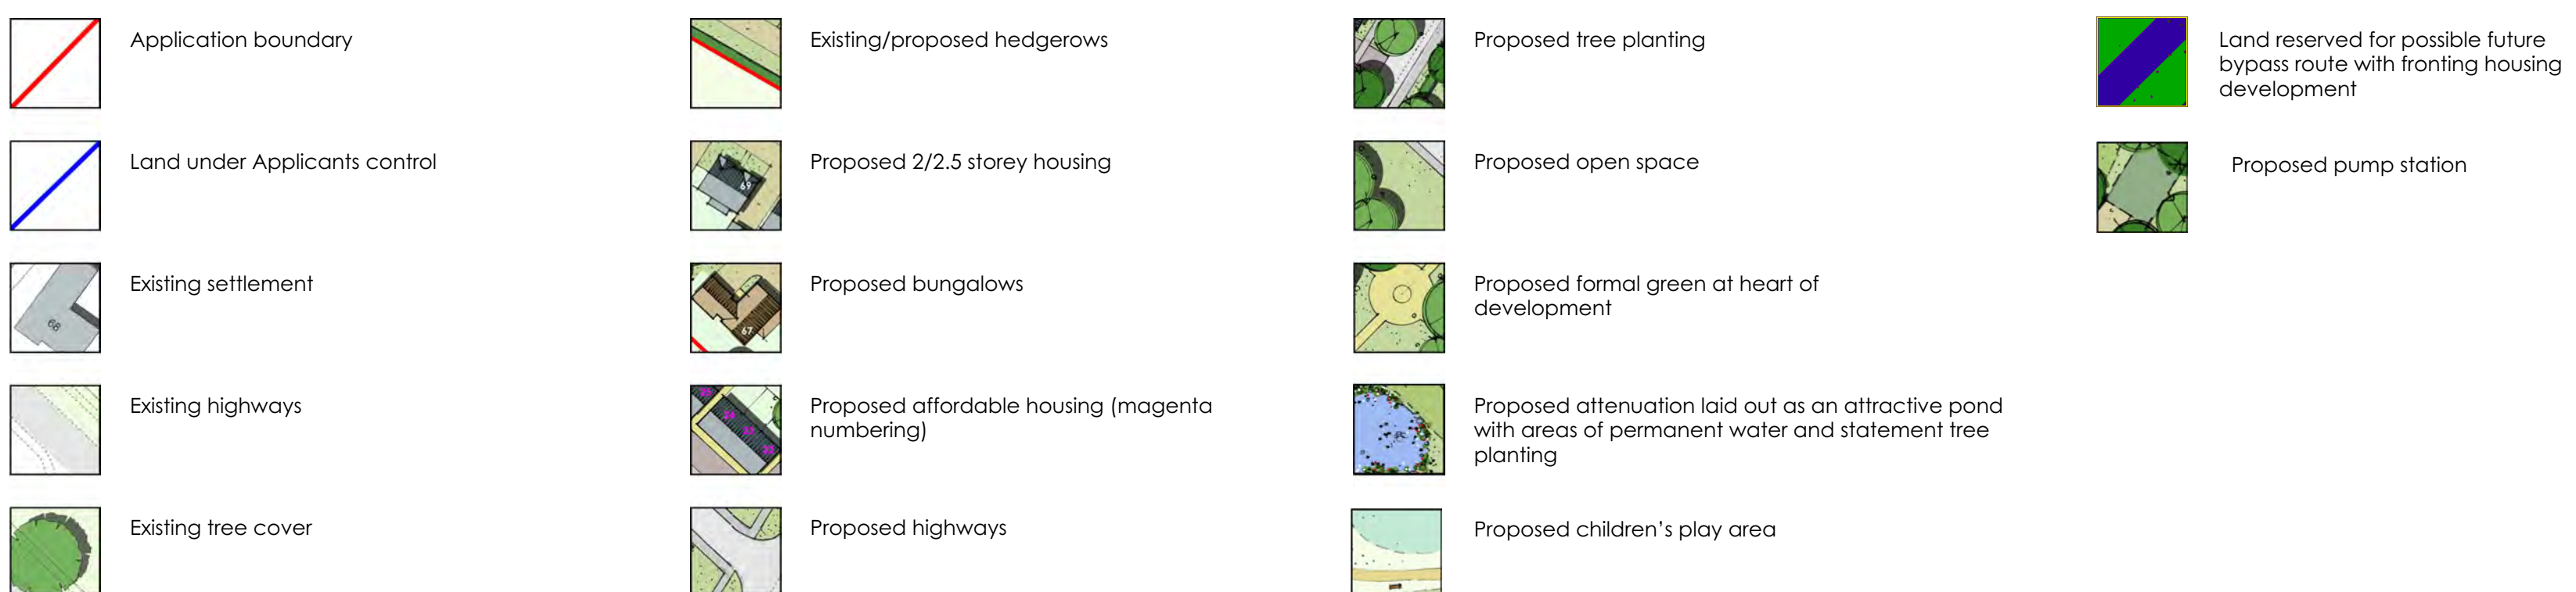 Application boundary
Land under Applicants control
Existing settlement
68
Existing highways
Existing tree cover
Existing/proposed hedgerows
Proposed 2/2.5 storey housing
69
Proposed bungalows
67
Proposed affordable housing (magenta
numbering)
Proposed highways
Proposed tree planting
Proposed open space
Proposed formal green at heart of
development
Proposed attenuation laid out as an attractive pond
with areas of permanent water and statement tree
planting
Proposed children's play area
Land reserved for possible future
bypass route with fronting housing
development
Proposed pump station